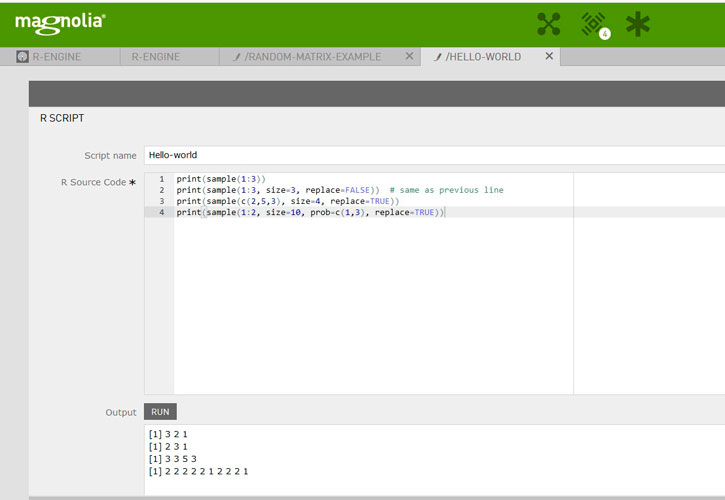 magnolia®
4
R-ENGINE
R-ENGINE
/RANDOM-MATRIX-EXAMPLE
/HELLO-WORLD
R SCRIPT
Script name
Hello-world
R Source Code *
1 print(sample(1:3))
2 print(sample(1:3, size=3, replace=FALSE))  # same as previous line
3 print(sample(c(2,5,3), size=4, replace=TRUE))
4 print(sample(1:2, size=10, prob=c(1,3), replace=TRUE))
Output
RUN
[1] 3 2 1
[1] 2 3 1
[1] 3 3 5 3
[1] 2 2 2 2 2 1 2 2 2 1